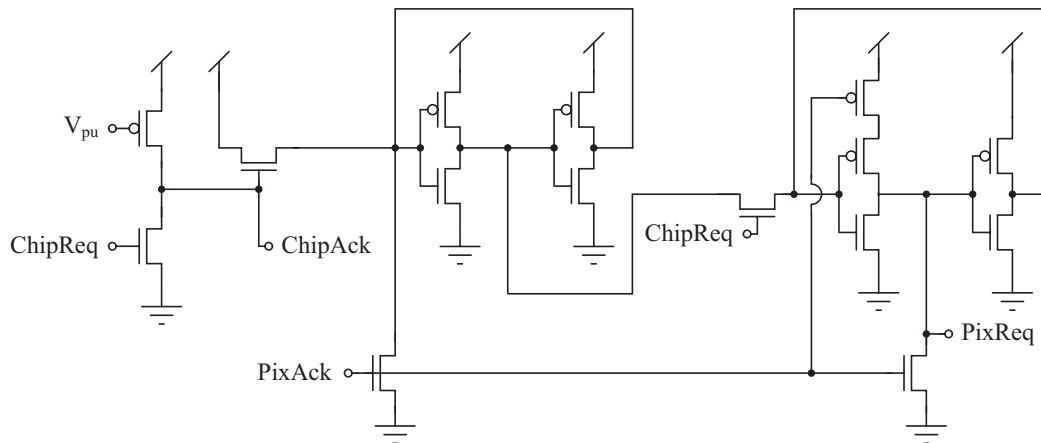 V_pu
ChipReq
ChipAck
ChipReq
PixReq
PixAck